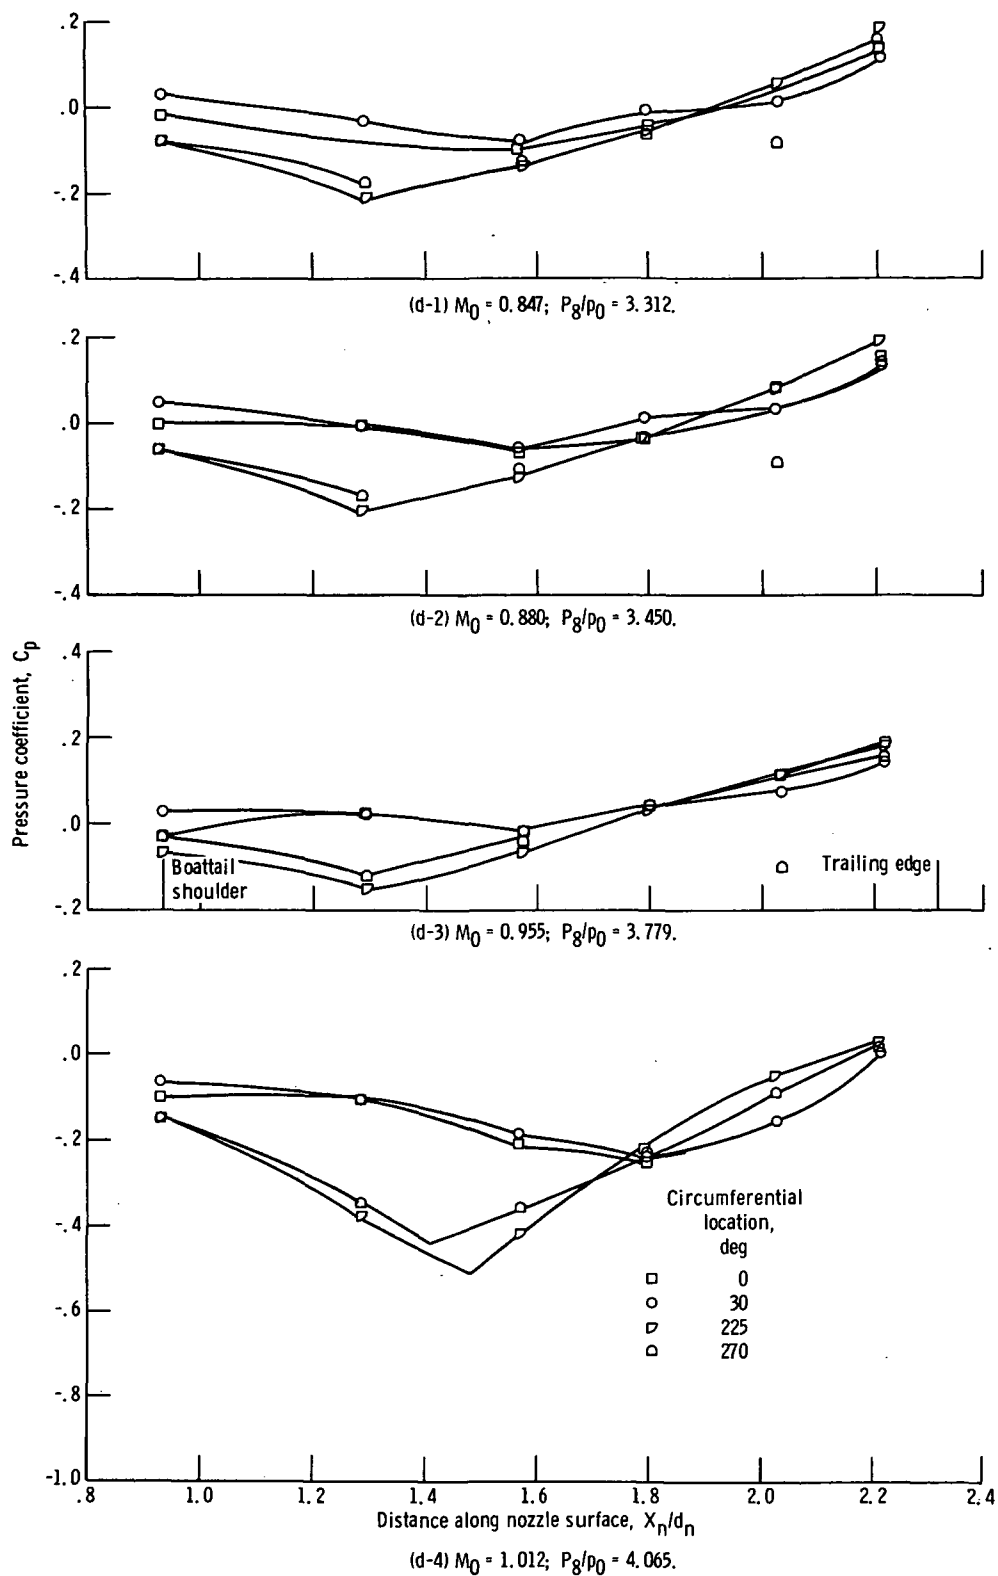 .2
.0
-.2
-.4
(d-1) M0 = 0.847; P8/p0 = 3.312.
.2
.0
-.2
-.4
(d-2) M0 = 0.880; P8/p0 = 3.450.
Pressure coefficient, Cp
.4
.2
.0
-.2
Boattail
shoulder
Trailing edge
(d-3) M0 = 0.955; P8/p0 = 3.779.
.2
.0
-.2
-.4
-.6
-.8
-1.0
Circumferential
location,
deg
0
30
225
270
.8 1.0 1.2 1.4 1.6 1.8 2.0 2.2 2.4
Distance along nozzle surface, Xn/dn
(d-4) M0 = 1.012; P8/p0 = 4.065.